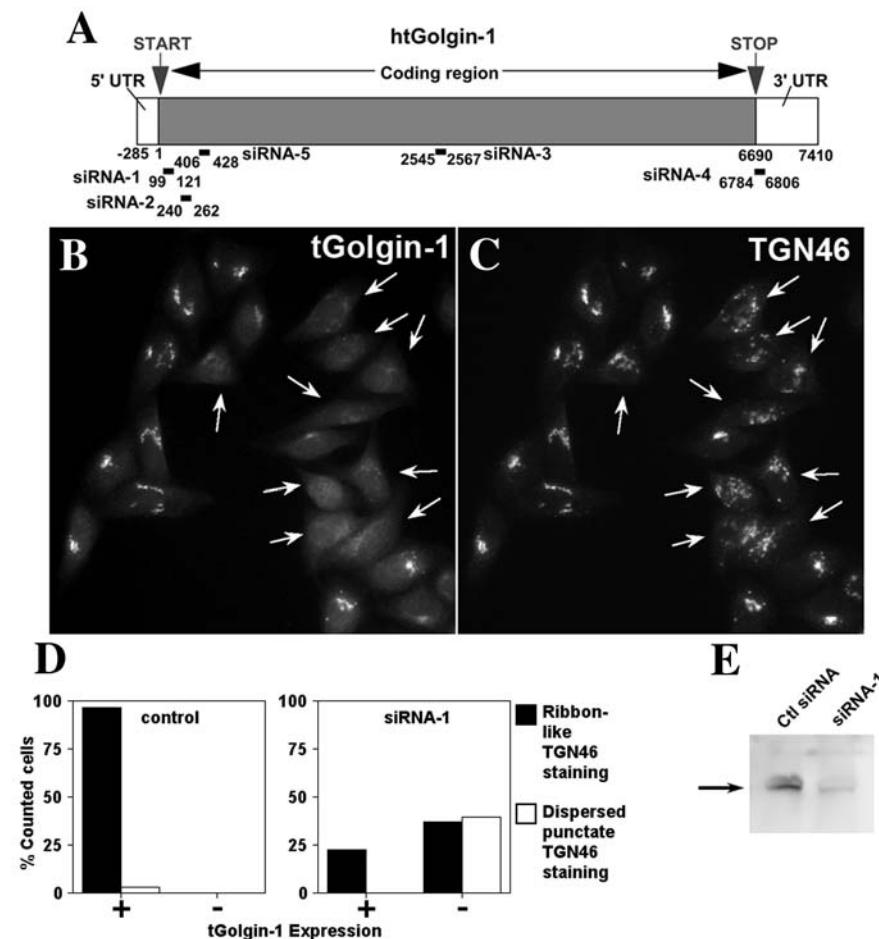 A
htGolgin-1
START
STOP
Coding region
5' UTR
3' UTR
-285 1
406 428 siRNA-5
2545 2567 siRNA-3
6690 7410
siRNA-1 99 121
siRNA-4 6784 6806
siRNA-2 240 262
B tGolgin-1
C TGN46
D
E
100
75
50
25
0
% Counted cells
control
+ -
100
75
50
25
0
siRNA-1
+ -
tGolgin-1 Expression
Ribbon-
like
TGN46
staining
Dispersed
punctate
TGN46
staining
Ctl siRNA
siRNA-1